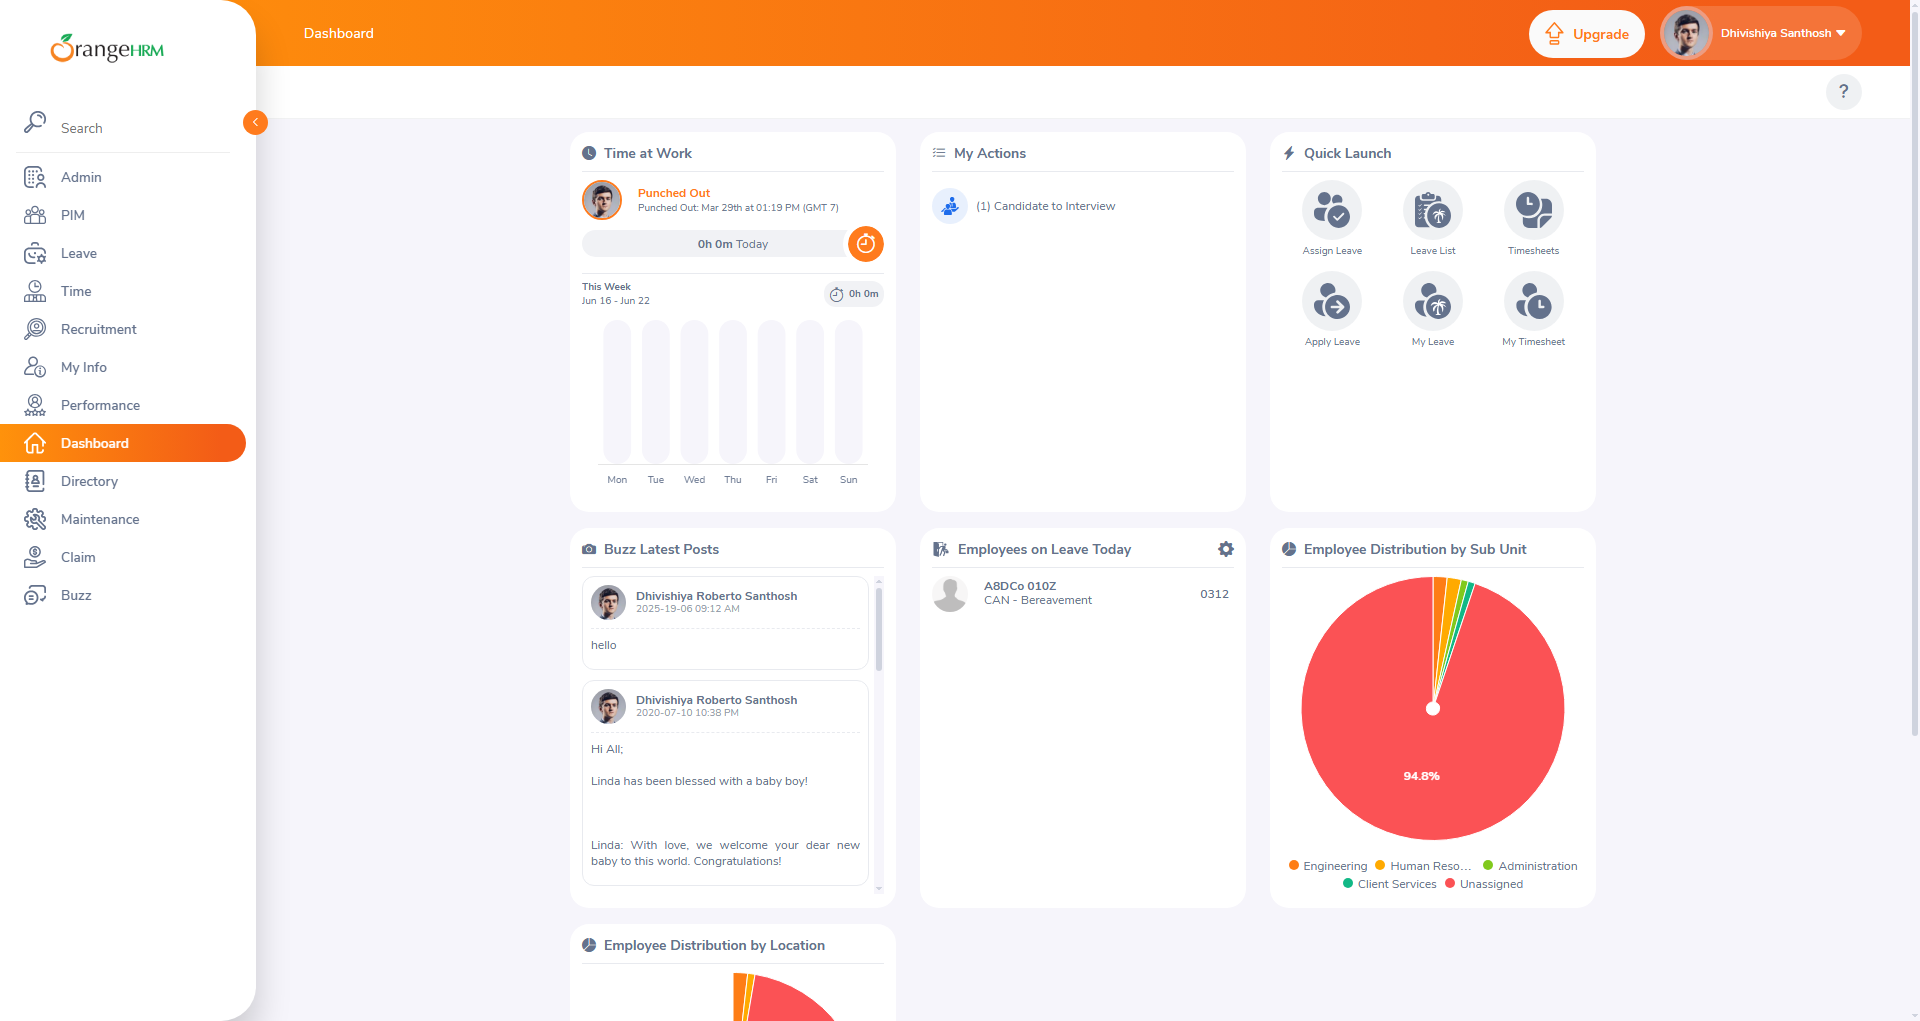 OrangeHRM
Search
Admin
PIM
Leave
Time
Recruitment
My Info
Performance
Dashboard
Directory
Maintenance
Claim
Buzz
Dashboard
Upgrade
Dhivishiya Santhosh
?
Time at Work
Punched Out
Punched Out: Mar 29th at 01:19 PM (GMT 7)
0h 0m Today
This Week
Jun 16 - Jun 22
0h 0m
Mon Tue Wed Thu Fri Sat Sun
My Actions
(1) Candidate to Interview
Quick Launch
Assign Leave
Leave List
Timesheets
Apply Leave
My Leave
My Timesheet
Buzz Latest Posts
Dhivishiya Roberto Santhosh
2025-19-06 09:12 AM
hello
Dhivishiya Roberto Santhosh
2020-07-10 10:38 PM
Hi All;
Linda has been blessed with a baby boy!
Linda: With love, we welcome your dear new
baby to this world. Congratulations!
Employees on Leave Today
A8DCo 010Z
CAN - Bereavement
0312
Employee Distribution by Sub Unit
94.8%
Engineering Human Reso... Administration
Client Services Unassigned
Employee Distribution by Location